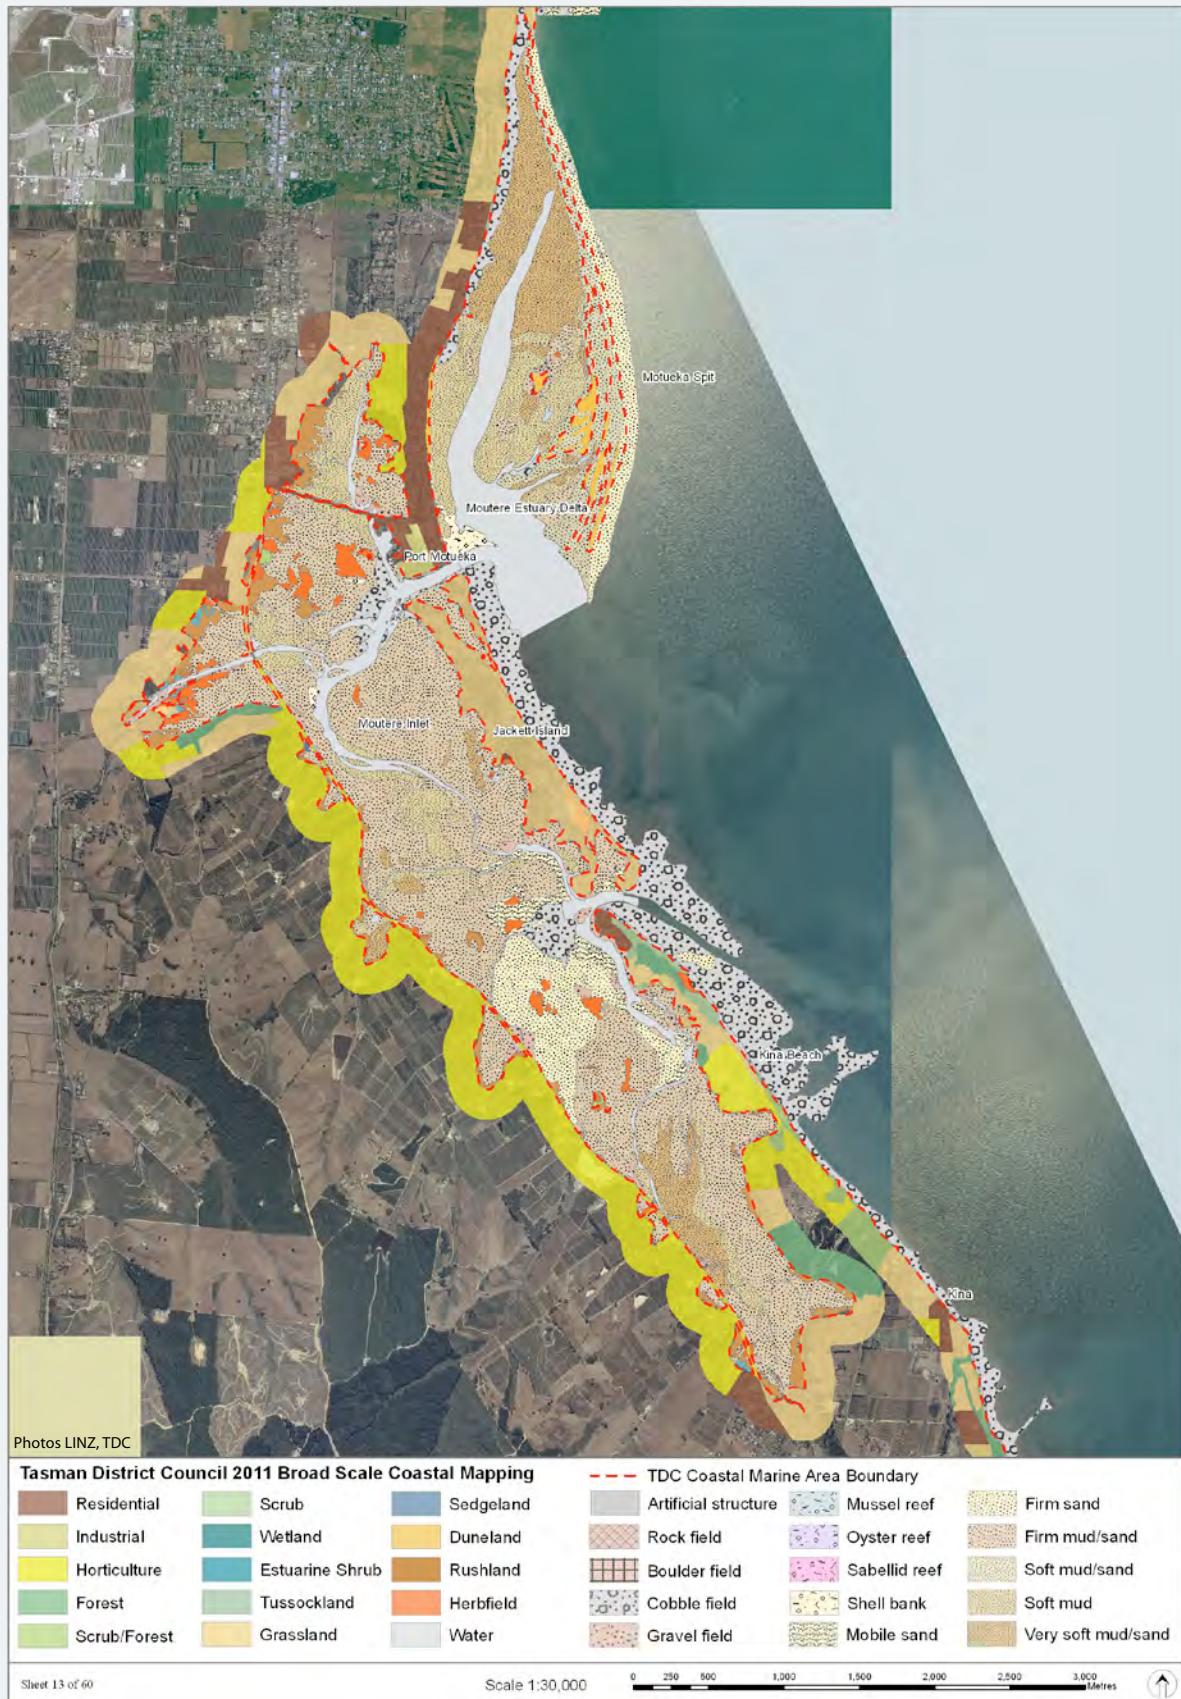 Motueka Spit
Moutere Estuary Delta
Port Motueka
Moutere Inlet
Jackett Island
Kina Beach
Kina
Photos LINZ, TDC
Tasman District Council 2011 Broad Scale Coastal Mapping
TDC Coastal Marine Area Boundary
Residential
Scrub
Sedgeland
Artificial structure
Mussel reef
Firm sand
Industrial
Wetland
Duneland
Rock field
Oyster reef
Firm mud/sand
Horticulture
Estuarine Shrub
Rushland
Boulder field
Sabellid reef
Soft mud/sand
Forest
Tussockland
Herbfield
Cobble field
Shell bank
Soft mud
Scrub/Forest
Grassland
Water
Gravel field
Mobile sand
Very soft mud/sand
Sheet 13 of 60
Scale 1:30,000
0 250 500 1,000 1,500 2,000 2,500 3,000
Metres